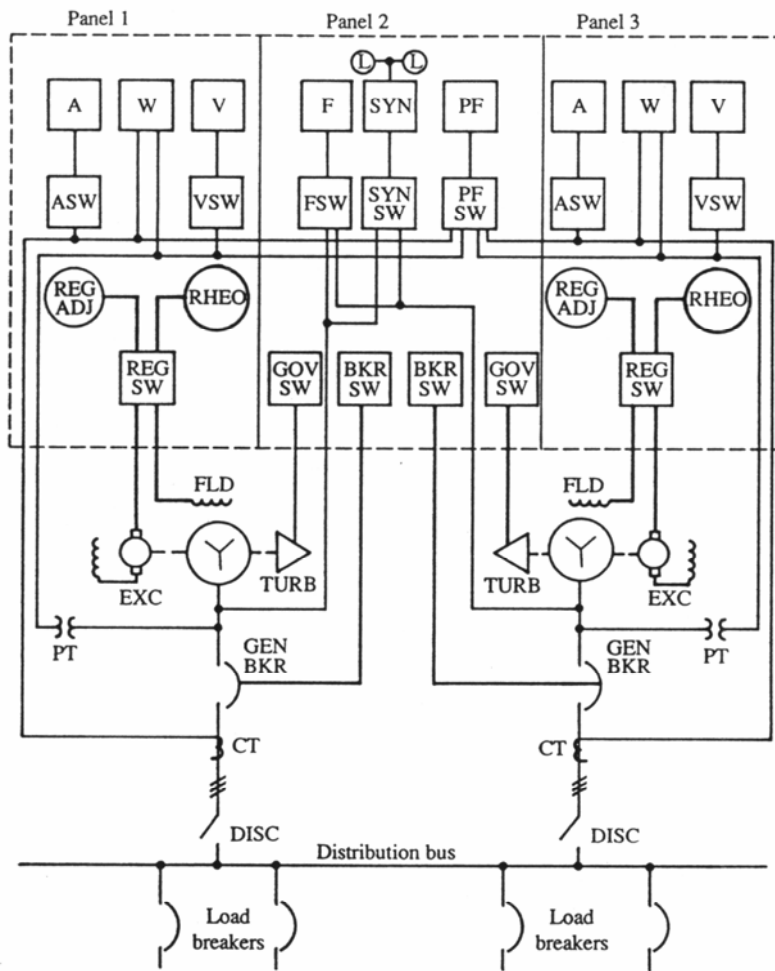 Panel 1
Panel 2
Panel 3
L
L
A
W
V
F
SYN
PF
A
W
V
ASW
VSW
FSW
SYN
SW
PF
SW
ASW
VSW
REG
ADJ
RHEO
REG
ADJ
RHEO
REG
SW
GOV
SW
BKR
SW
BKR
SW
GOV
SW
REG
SW
FLD
FLD
EXC
TURB
TURB
EXC
PT
GEN
BKR
GEN
BKR
PT
CT
CT
DISC
DISC
Distribution bus
Load
breakers
Load
breakers